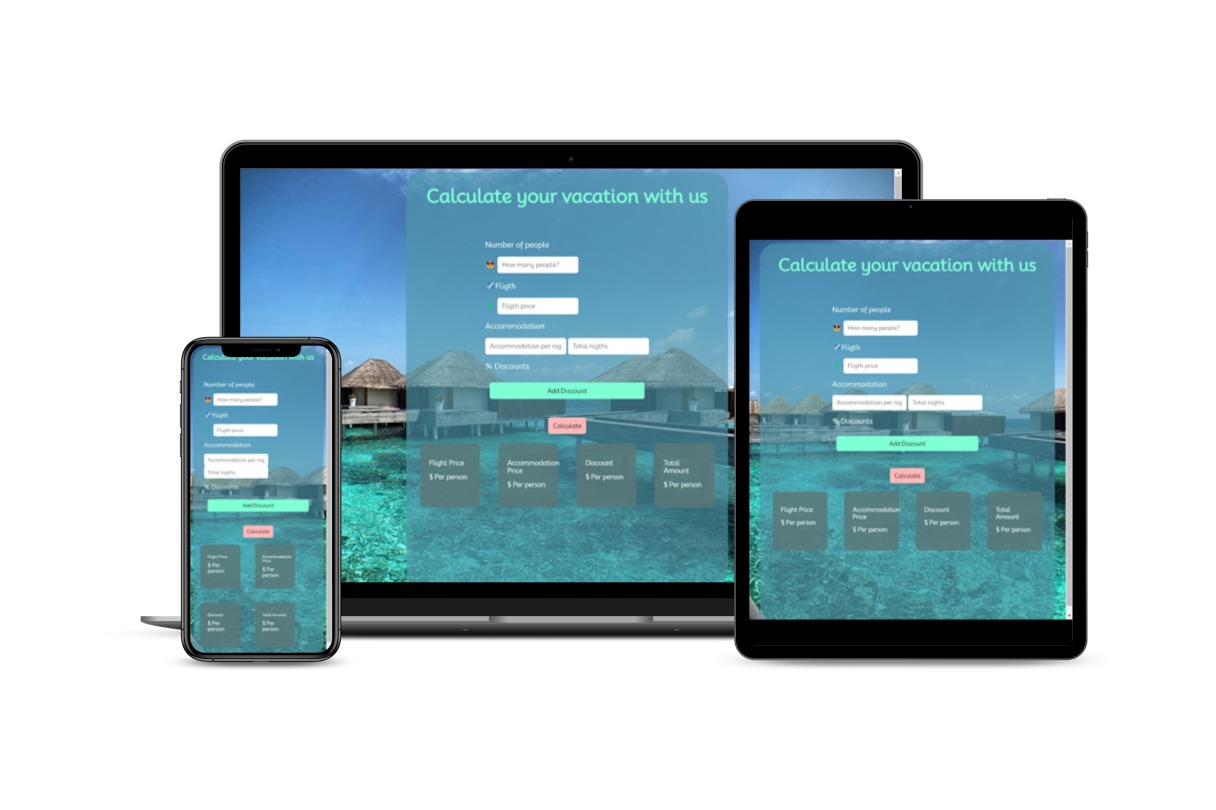 Calculate your vacation with us
Number of people
How many people?
Fligth
Fligth price
Accommodation
Accommodation per nig
Total nigths
% Discounts
Add Discount
Calculate
Flight Price
$ Per person
Accommodation
Price
$ Per person
Discount
$ Per person
Total
Amount
$ Per person
Calculate your vacation with us
Number of people
How many people?
Fligth
Fligth price
Accommodation
Accommodation per nig
Total nigths
% Discounts
Add Discount
Calculate
Flight Price
$ Per person
Accommodation
Price
$ Per person
Discount
$ Per person
Total
Amount
$ Per person
Calculate your vacation with us
Number of people
How many people?
Fligth
Fligth price
Accommodation
Accommodation per nig
Total nigths
% Discounts
Add Discount
Calculate
Flight Price
$ Per
person
Accommodation
Price
$ Per
person
Discount
$ Per
person
Total Amount
$ Per
person